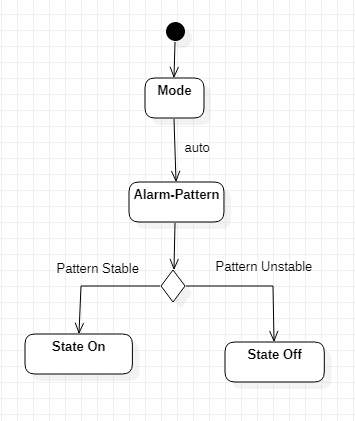 Mode
auto
Alarm-Pattern
Pattern Stable
Pattern Unstable
State On
State Off